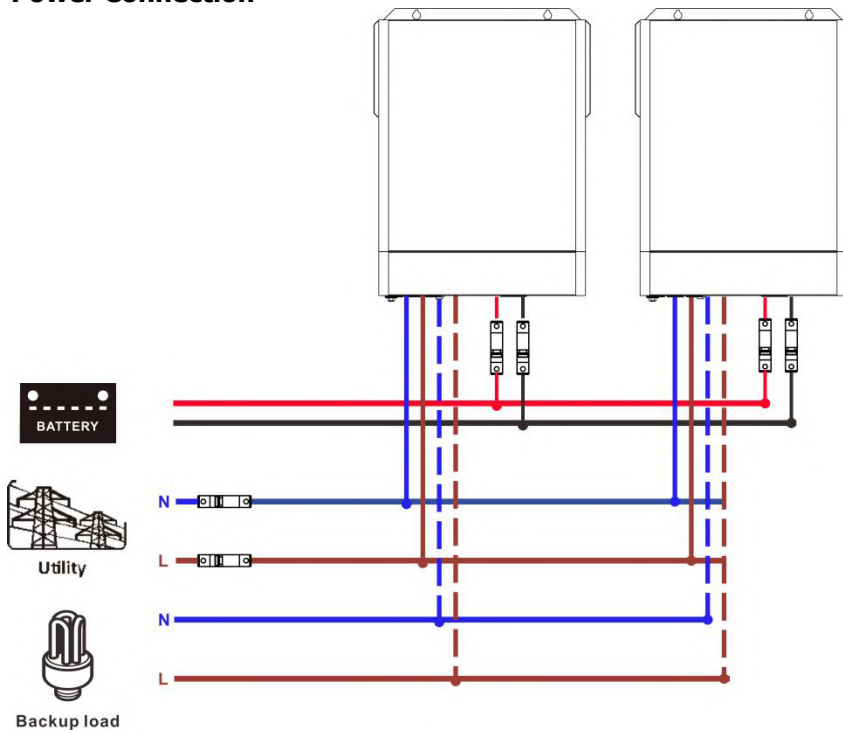 Power Connection
BATTERY
N
Utility
L
N
L
Backup load